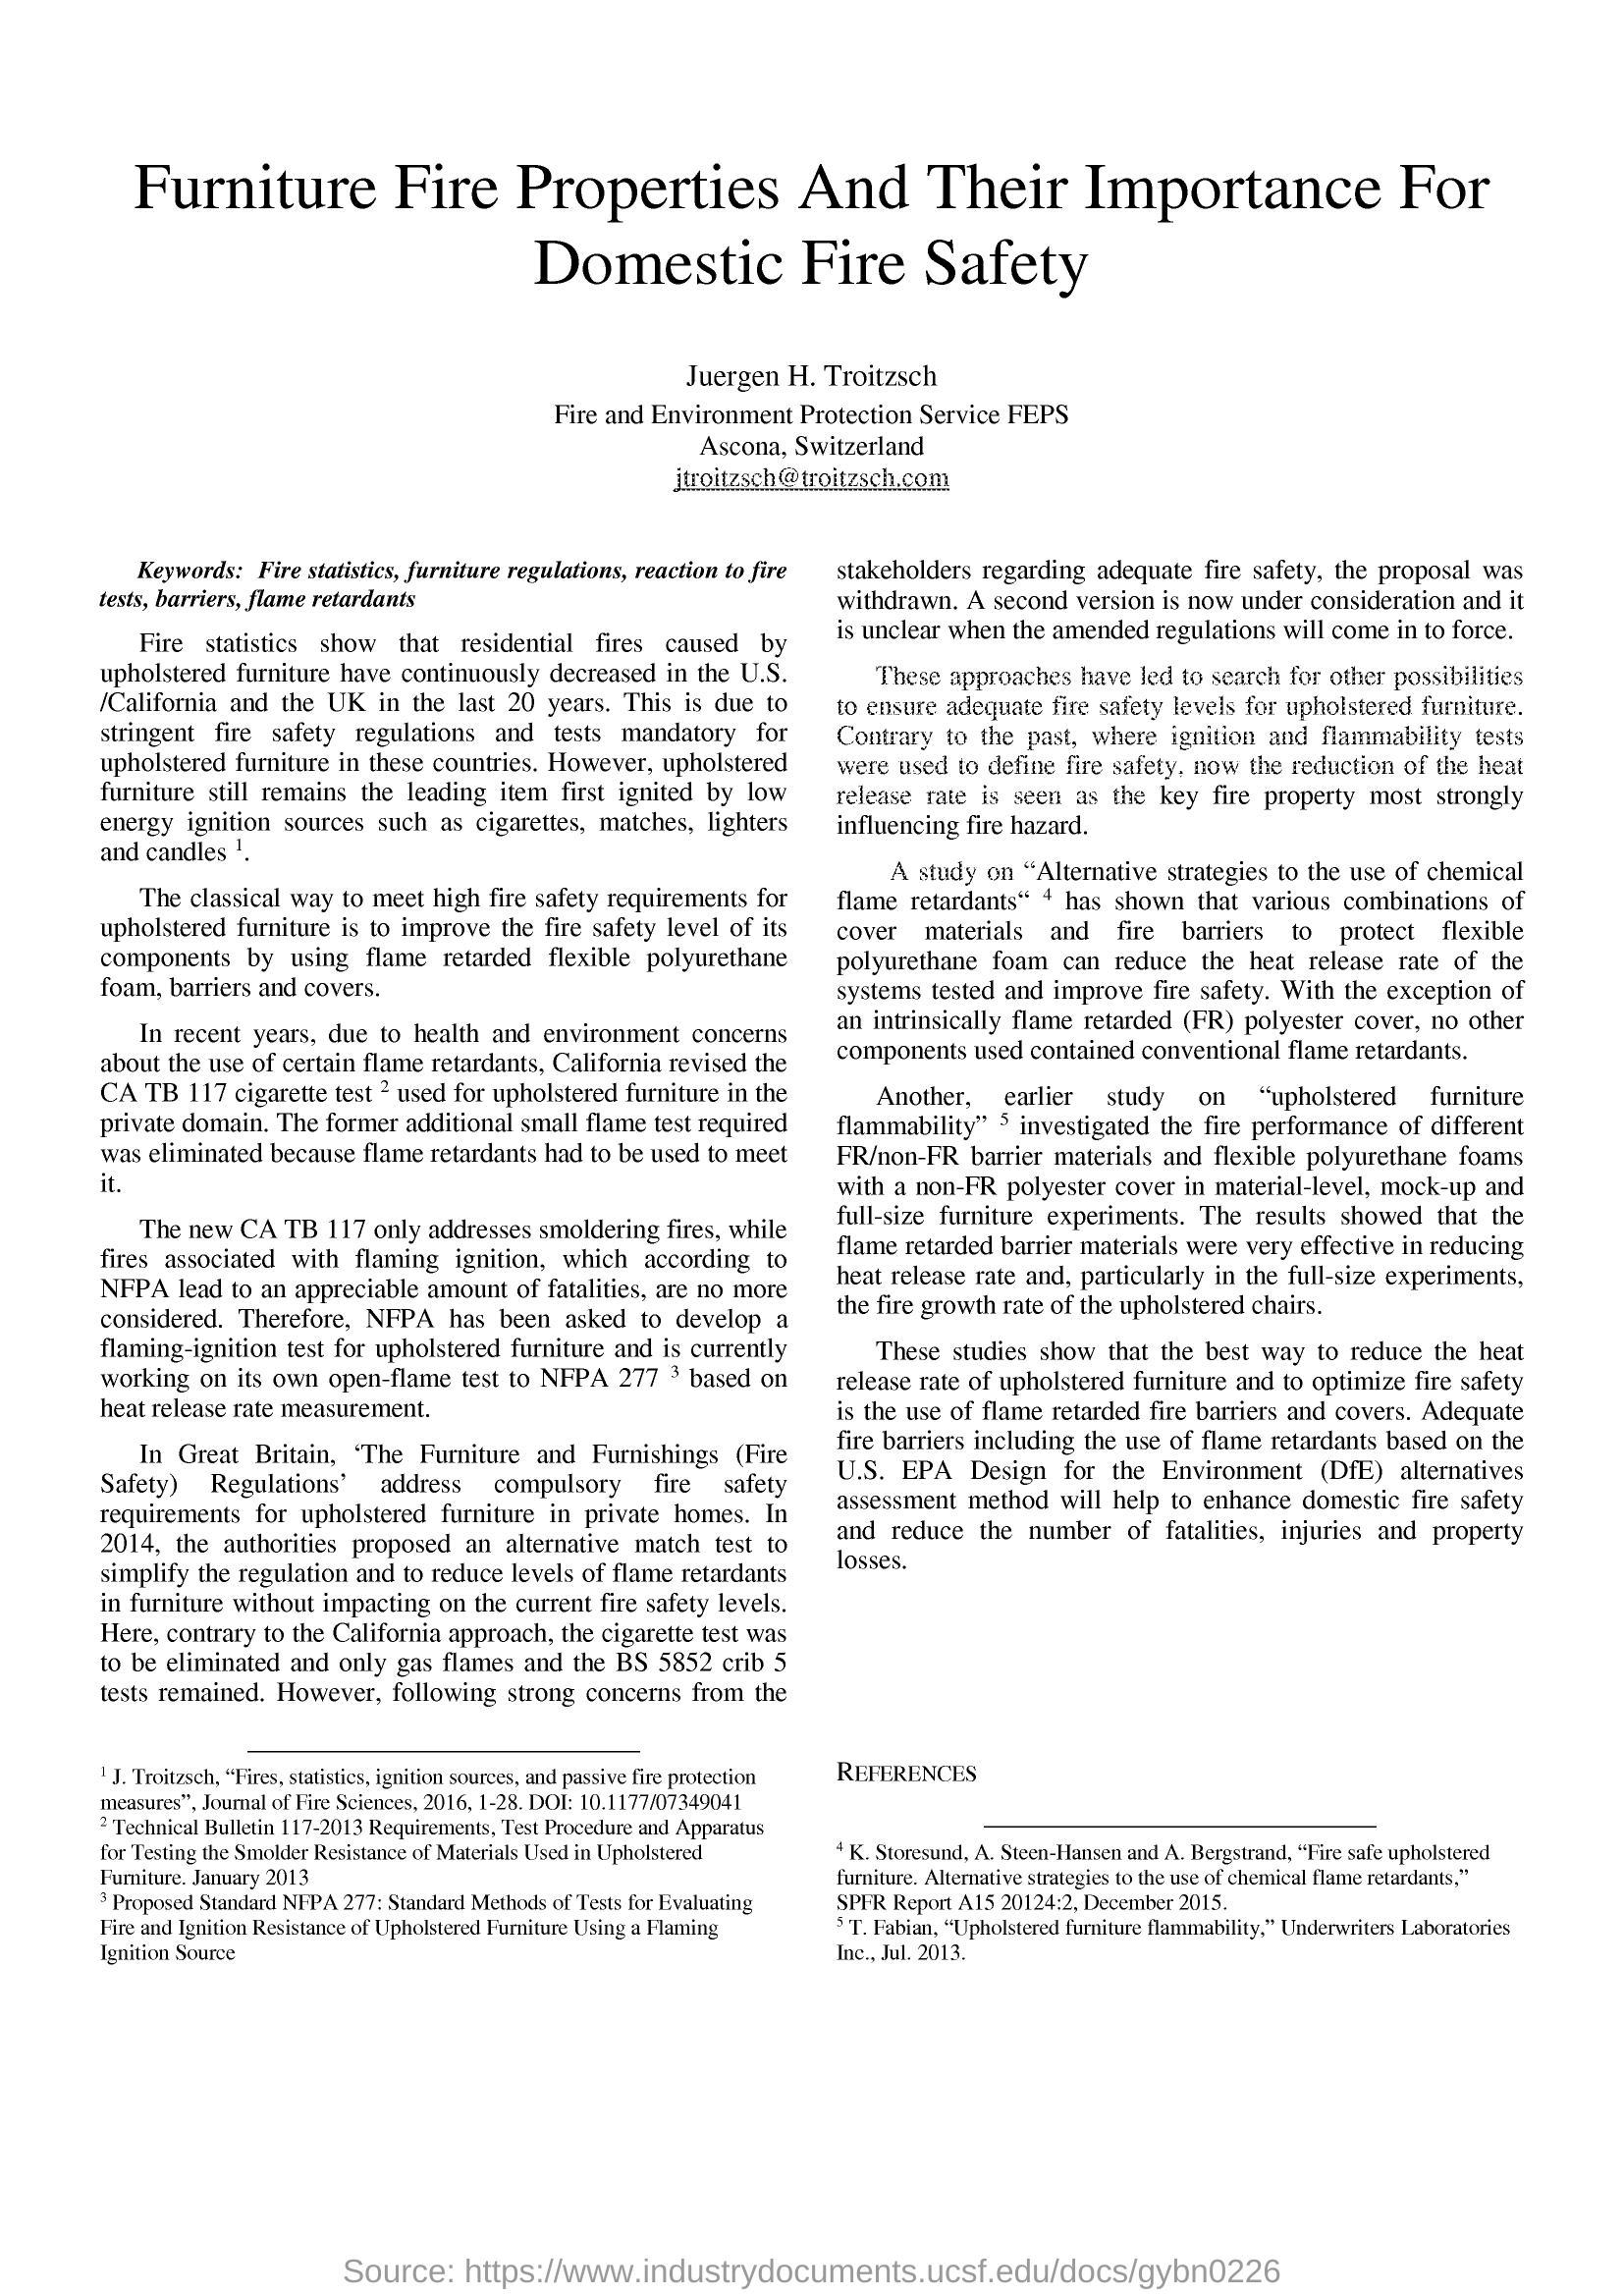 Furniture Fire Properties And Their Importance For
Domestic Fire Safety
Juergen H. Troitzsch
Fire and Environment Protection Service FEPS
Ascona, Switzerland
jtroitzsch@troitzsch.com
Keywords: Fire statistics, furniture regulations, reaction to fire
tests, barriers, flame retardants
Fire statistics show that residential fires caused by
upholstered furniture have continuously decreased in the U.S.
/California and the UK in the last 20 years. This is due to
stringent fire safety regulations and tests mandatory for
upholstered furniture in these countries. However, upholstered
furniture still remains the leading item first ignited by low
energy ignition sources such as cigarettes, matches, lighters
and candles 1.
The classical way to meet high fire safety requirements for
upholstered furniture is to improve the fire safety level of its
components by using flame retarded flexible polyurethane
foam, barriers and covers.
In recent years, due to health and environment concerns
about the use of certain flame retardants, California revised the
CA TB 117 cigarette test 2 used for upholstered furniture in the
private domain. The former additional small flame test required
was eliminated because flame retardants had to be used to meet
it.
The new CA TB 117 only addresses smoldering fires, while
fires associated with flaming ignition, which according to
NFPA lead to an appreciable amount of fatalities, are no more
considered. Therefore, NFPA has been asked to develop a
flaming-ignition test for upholstered furniture and is currently
working on its own open-flame test to NFPA 277 3 based on
heat release rate measurement.
In Great Britain, ‘The Furniture and Furnishings (Fire
Safety) Regulations’ address compulsory fire safety
requirements for upholstered furniture in private homes. In
2014, the authorities proposed an alternative match test to
simplify the regulation and to reduce levels of flame retardants
in furniture without impacting on the current fire safety levels.
Here, contrary to the California approach, the cigarette test was
to be eliminated and only gas flames and the BS 5852 crib 5
tests remained. However, following strong concerns from the
stakeholders regarding adequate fire safety, the proposal was
withdrawn. A second version is now under consideration and it
is unclear when the amended regulations will come in to force.
These approaches have led to search for other possibilities
to ensure adequate fire safety levels for upholstered furniture.
Contrary to the past, where ignition and flammability tests
were used to define fire safety, now the reduction of the heat
release rate is seen as the key fire property most strongly
influencing fire hazard.
A study on “Alternative strategies to the use of chemical
flame retardants“ 4 has shown that various combinations of
cover materials and fire barriers to protect flexible
polyurethane foam can reduce the heat release rate of the
systems tested and improve fire safety. With the exception of
an intrinsically flame retarded (FR) polyester cover, no other
components used contained conventional flame retardants.
Another, earlier study on “upholstered furniture
flammability” 5 investigated the fire performance of different
FR/non-FR barrier materials and flexible polyurethane foams
with a non-FR polyester cover in material-level, mock-up and
full-size furniture experiments. The results showed that the
flame retarded barrier materials were very effective in reducing
heat release rate and, particularly in the full-size experiments,
the fire growth rate of the upholstered chairs.
These studies show that the best way to reduce the heat
release rate of upholstered furniture and to optimize fire safety
is the use of flame retarded fire barriers and covers. Adequate
fire barriers including the use of flame retardants based on the
U.S. EPA Design for the Environment (DfE) alternatives
assessment method will help to enhance domestic fire safety
and reduce the number of fatalities, injuries and property
losses.
1 J. Troitzsch, “Fires, statistics, ignition sources, and passive fire protection
measures”, Journal of Fire Sciences, 2016, 1-28. DOI: 10.1177/07349041
2 Technical Bulletin 117-2013 Requirements, Test Procedure and Apparatus
for Testing the Smolder Resistance of Materials Used in Upholstered
Furniture. January 2013
3 Proposed Standard NFPA 277: Standard Methods of Tests for Evaluating
Fire and Ignition Resistance of Upholstered Furniture Using a Flaming
Ignition Source
REFERENCES
4 K. Storesund, A. Steen-Hansen and A. Bergstrand, “Fire safe upholstered
furniture. Alternative strategies to the use of chemical flame retardants,”
SPFR Report A15 20124:2, December 2015.
5 T. Fabian, “Upholstered furniture flammability,” Underwriters Laboratories
Inc., Jul. 2013.
Source: https://www.industrydocuments.ucsf.edu/docs/gybn0226